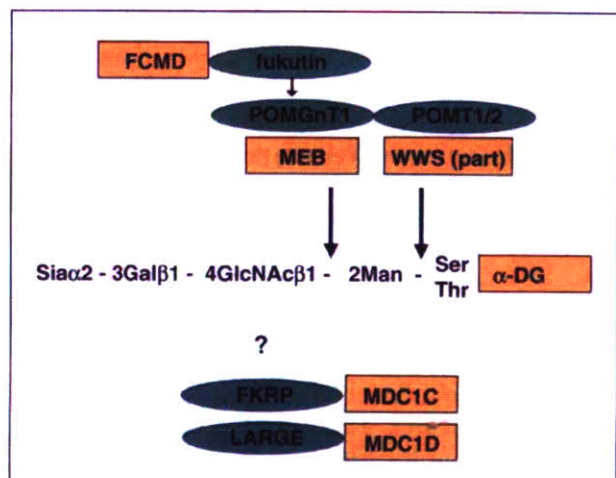 FCMD fukutin
POMGnT1 POMT1/2
MEB WWS (part)
Siaα2 - 3Galβ1 - 4GlcNAcβ1 - 2Man - Ser
Thr
α-DG
?
FKRP MDC1C
LARGE MDC1D